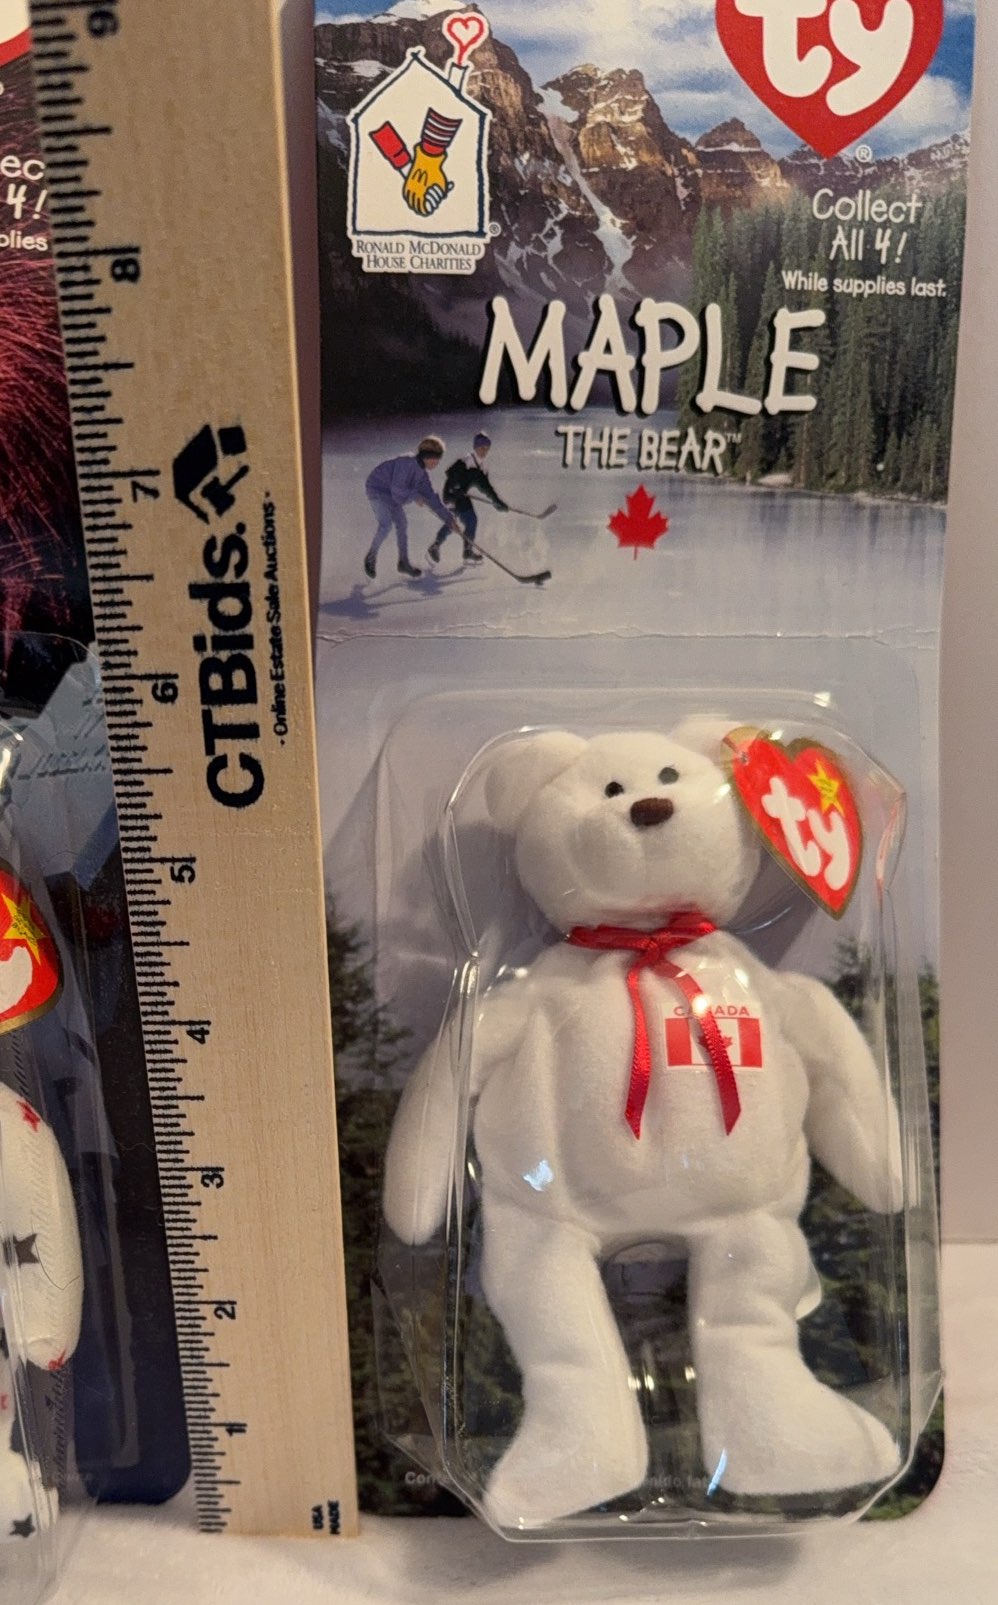 ty
®
RONALD McDONALD
HOUSE CHARITIES
®
Collect
All 4!
While supplies last.
MAPLE
THE BEAR™
ty
CANADA
ec
4!
plies
9
8
7
6
5
4
3
2
1
CTBids.
- Online Estate Sale Auctions -
MADE
USA